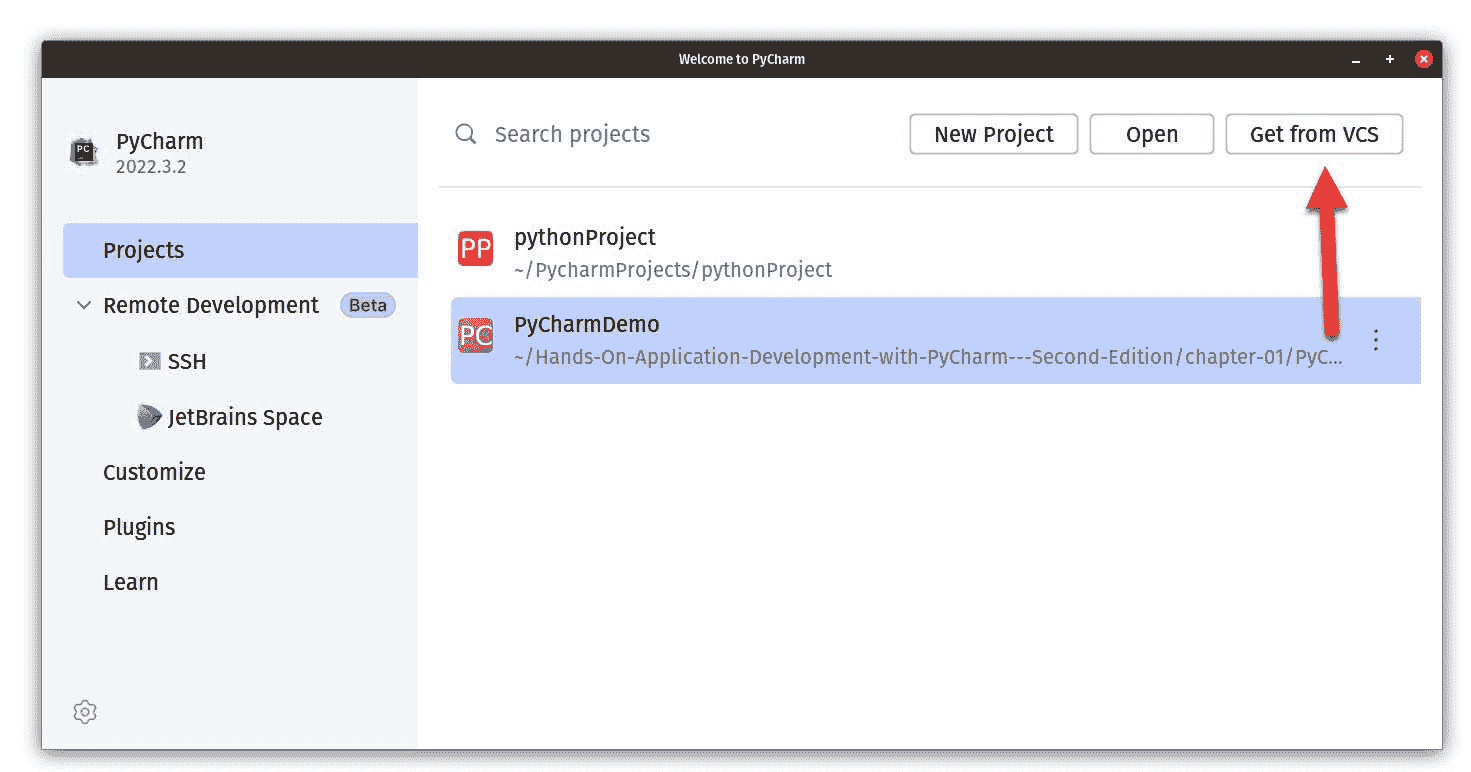 Welcome to PyCharm
PC
PyCharm
2022.3.2
Search projects
New Project
Open
Get from VCS
Projects
Remote Development
Beta
SSH
JetBrains Space
Customize
Plugins
Learn
PP
pythonProject
~/PycharmProjects/pythonProject
PC
PyCharmDemo
~/Hands-On-Application-Development-with-PyCharm---Second-Edition/chapter-01/PyC...